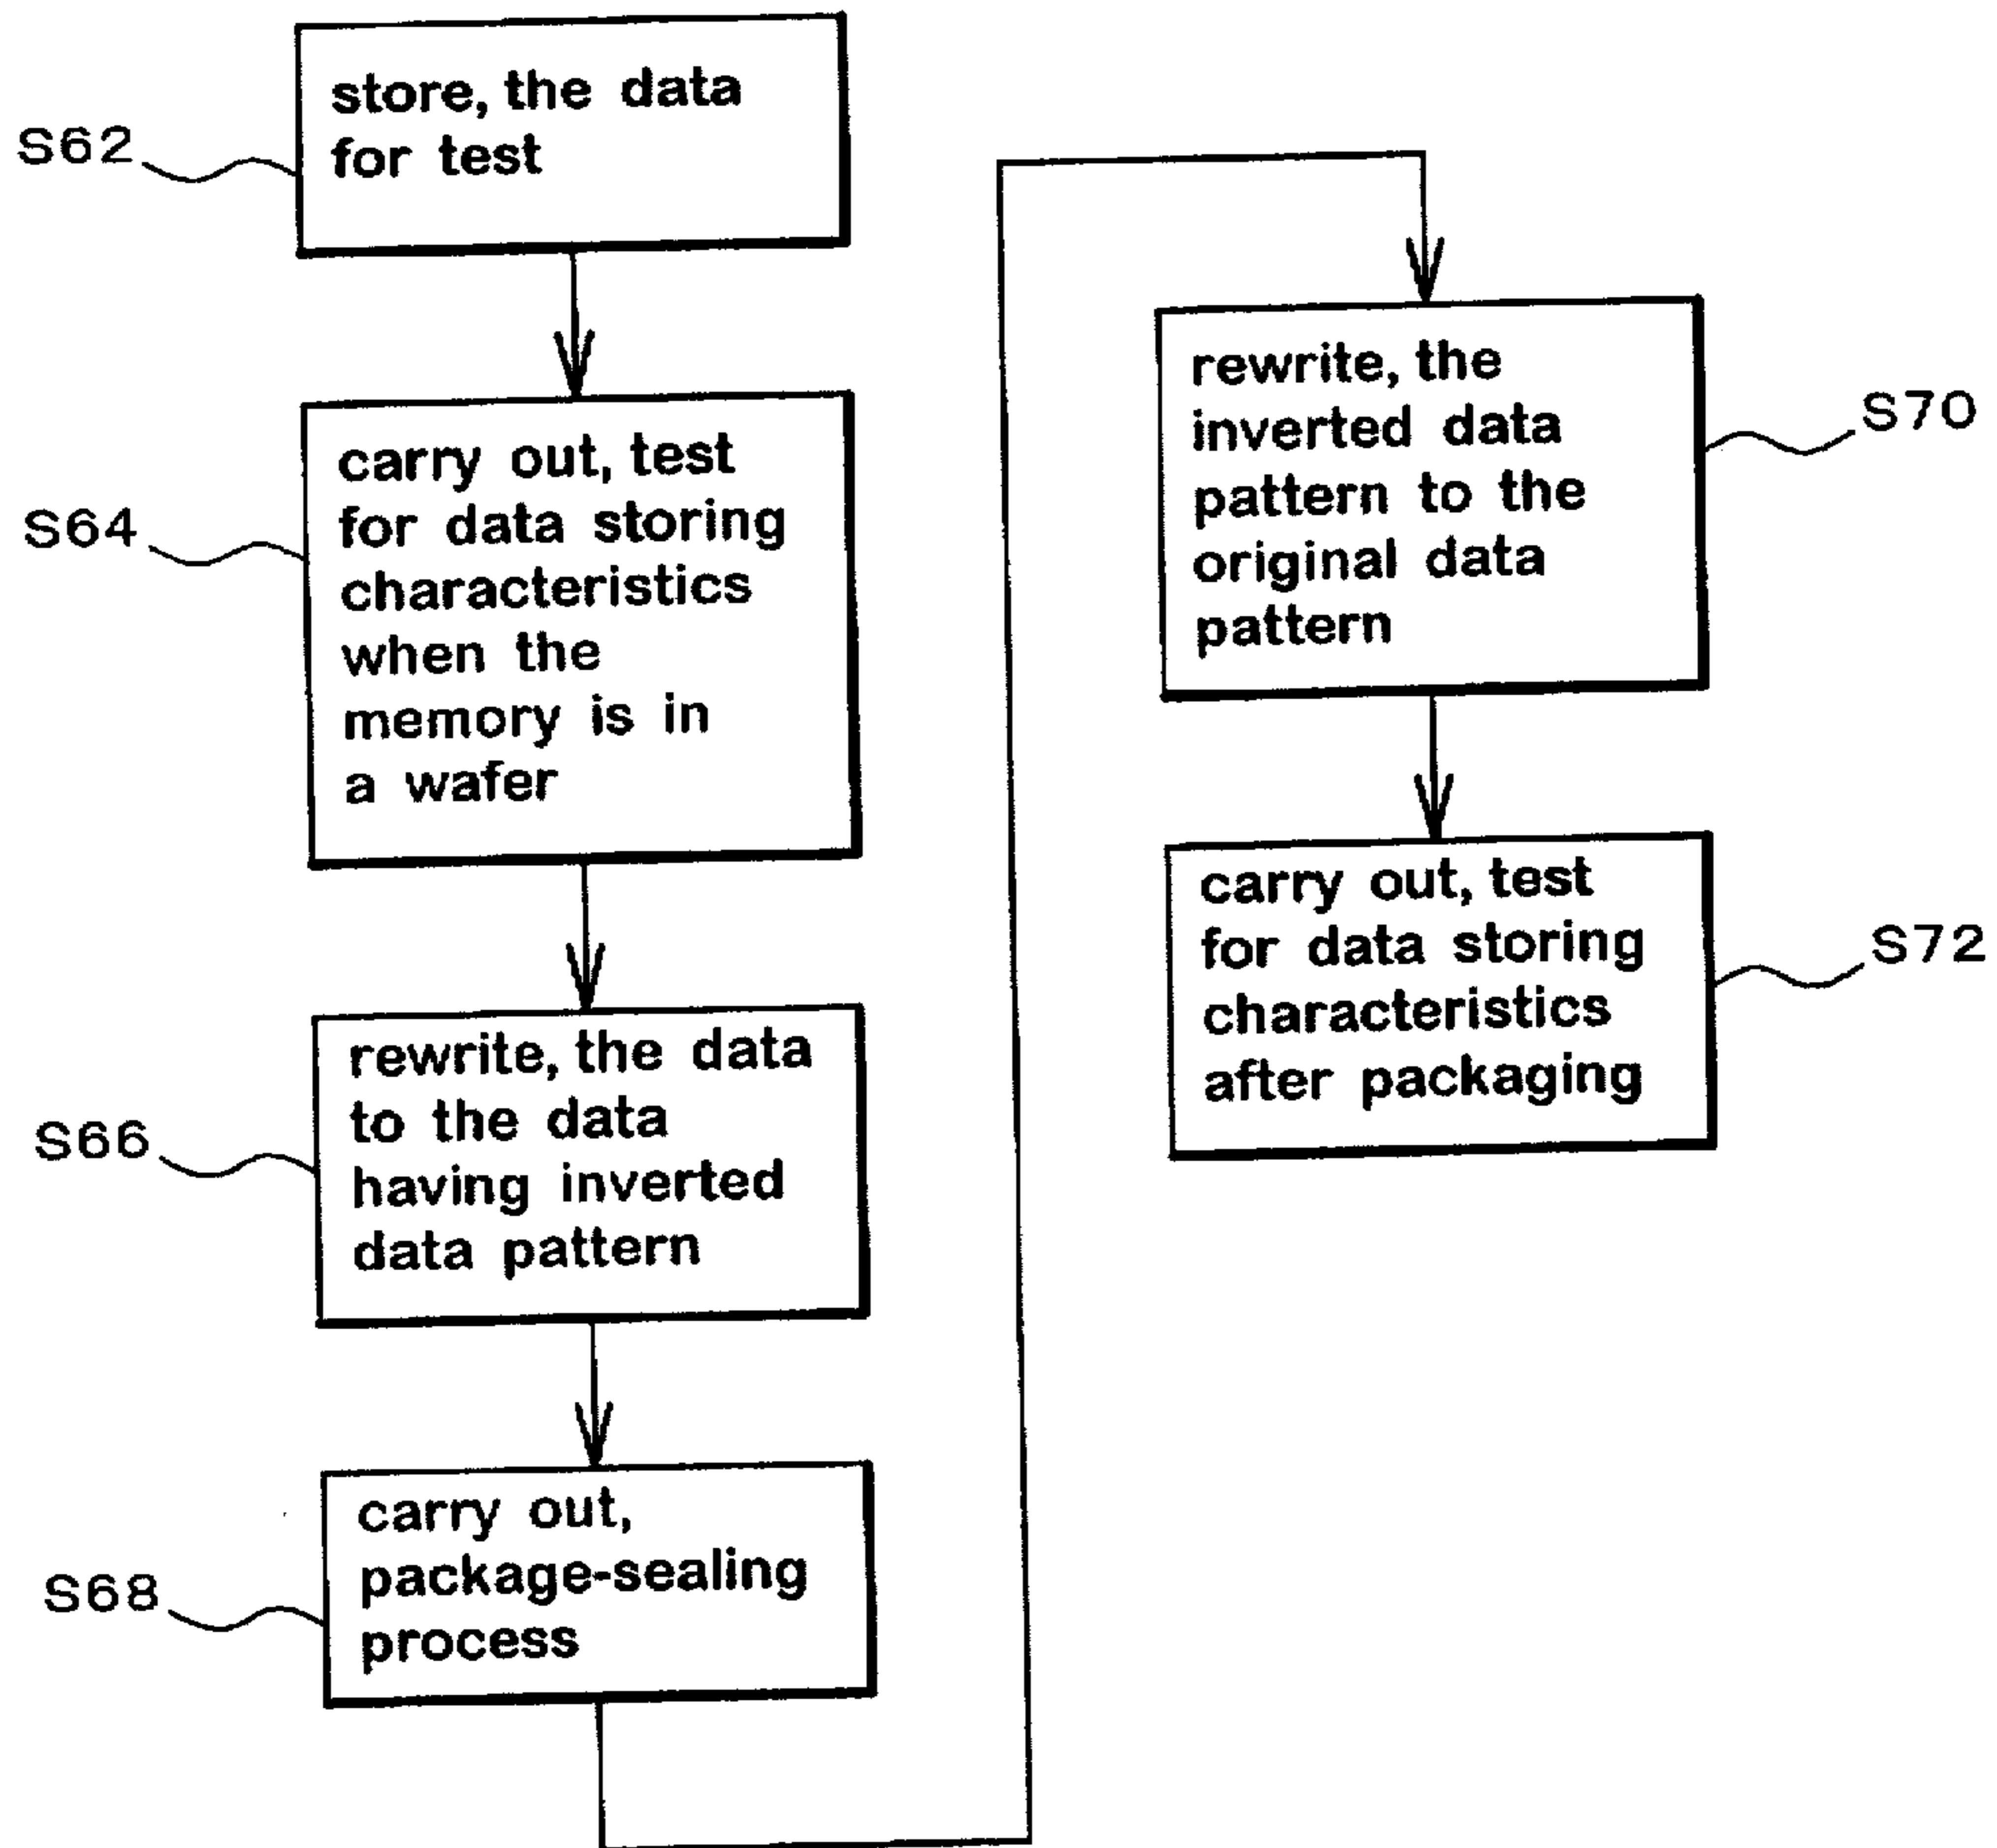 S62
store, the data
for test
S64
carry out, test
for data storing
characteristics
when the
memory is in
a wafer
S66
rewrite, the data
to the data
having inverted
data pattern
S68
carry out,
package-sealing
process
rewrite, the
inverted data
pattern to the
original data
pattern
S70
carry out, test
for data storing
characteristics
after packaging
S72